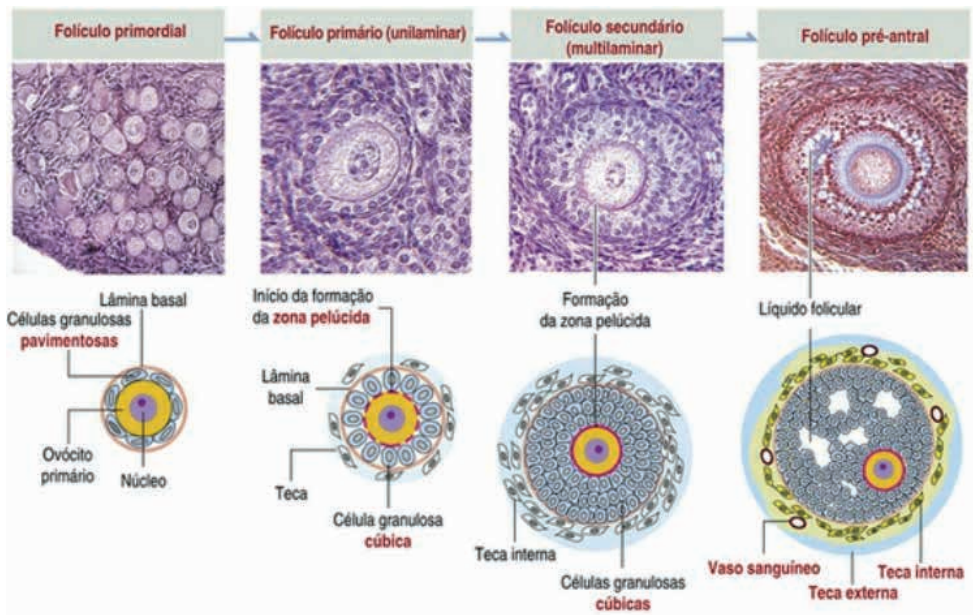 Folículo primordial
Folículo primário (unilaminar)
Folículo secundário
(multilaminar)
Folículo pré-antral
Lâmina basal
Células granulosas
pavimentosas
Ovócito
primário
Núcleo
Início da formação
da zona pelúcida
Lâmina
basal
Teca
Célula granulosa
cúbica
Formação
da zona pelúcida
Teca interna
Células granulosas
cúbicas
Líquido folicular
Vaso sanguíneo
Teca interna
Teca externa